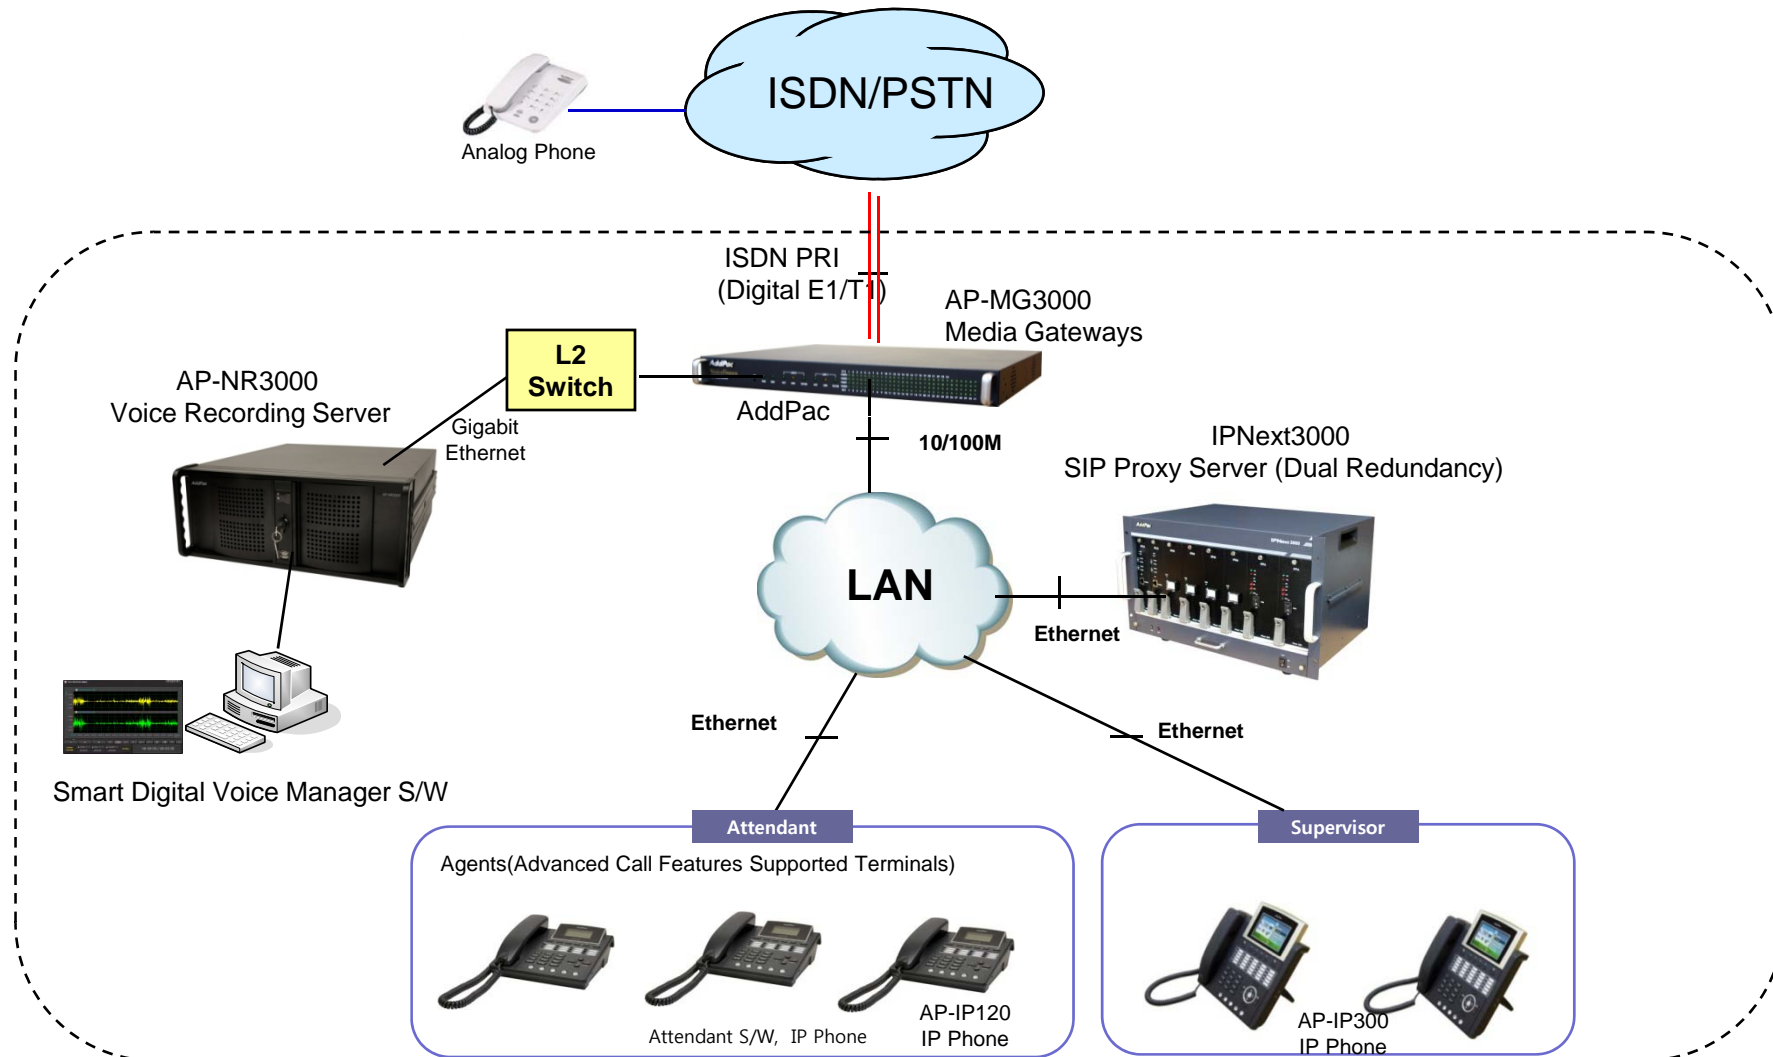 ISDN/PSTN
Analog Phone
ISDN PRI
(Digital E1/T1)
AP-MG3000
Media Gateways
L2
Switch
AddPac
AP-NR3000
Voice Recording Server
AddPac
Gigabit
Ethernet
10/100M
IPNext3000
SIP Proxy Server (Dual Redundancy)
AddPac
LAN
Ethernet
Ethernet
Ethernet
Smart Digital Voice Manager S/W
Attendant
Supervisor
Agents(Advanced Call Features Supported Terminals)
AP-IP120
IP Phone
Attendant S/W, IP Phone
AP-IP300
IP Phone